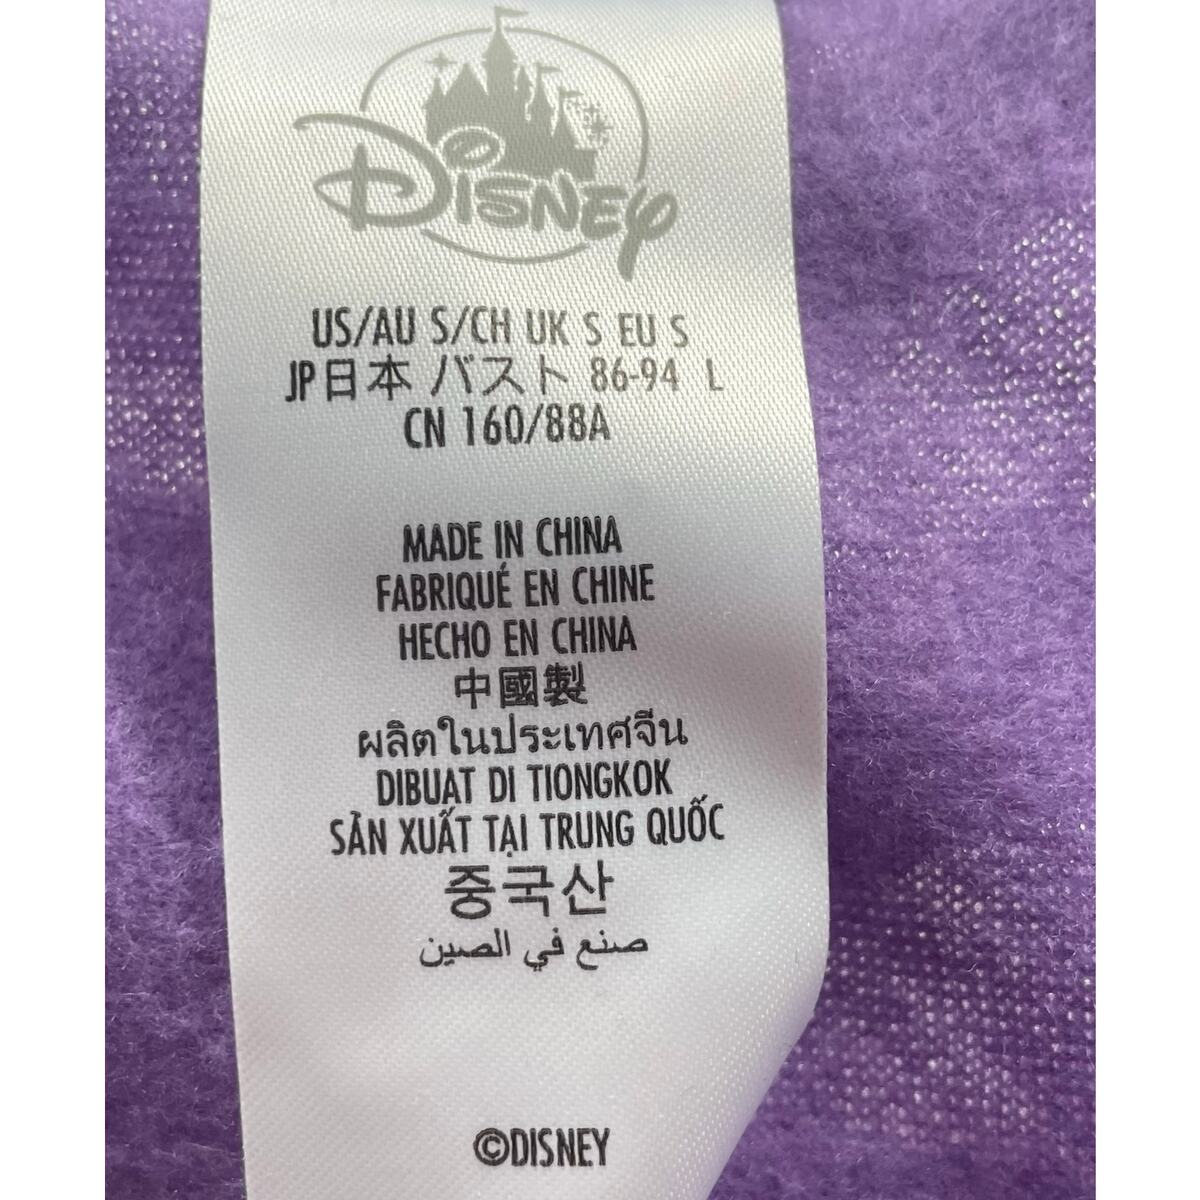 Disney
US/AU S/CH UK S EU S
JP日本 バスト 86-94 L
CN 160/88A
MADE IN CHINA
FABRIQUÉ EN CHINE
HECHO EN CHINA
中國製
ผลิตในประเทศจีน
DIBUAT DI TIONGKOK
SẢN XUẤT TẠI TRUNG QUỐC
중국산
صنع في الصين
©DISNEY